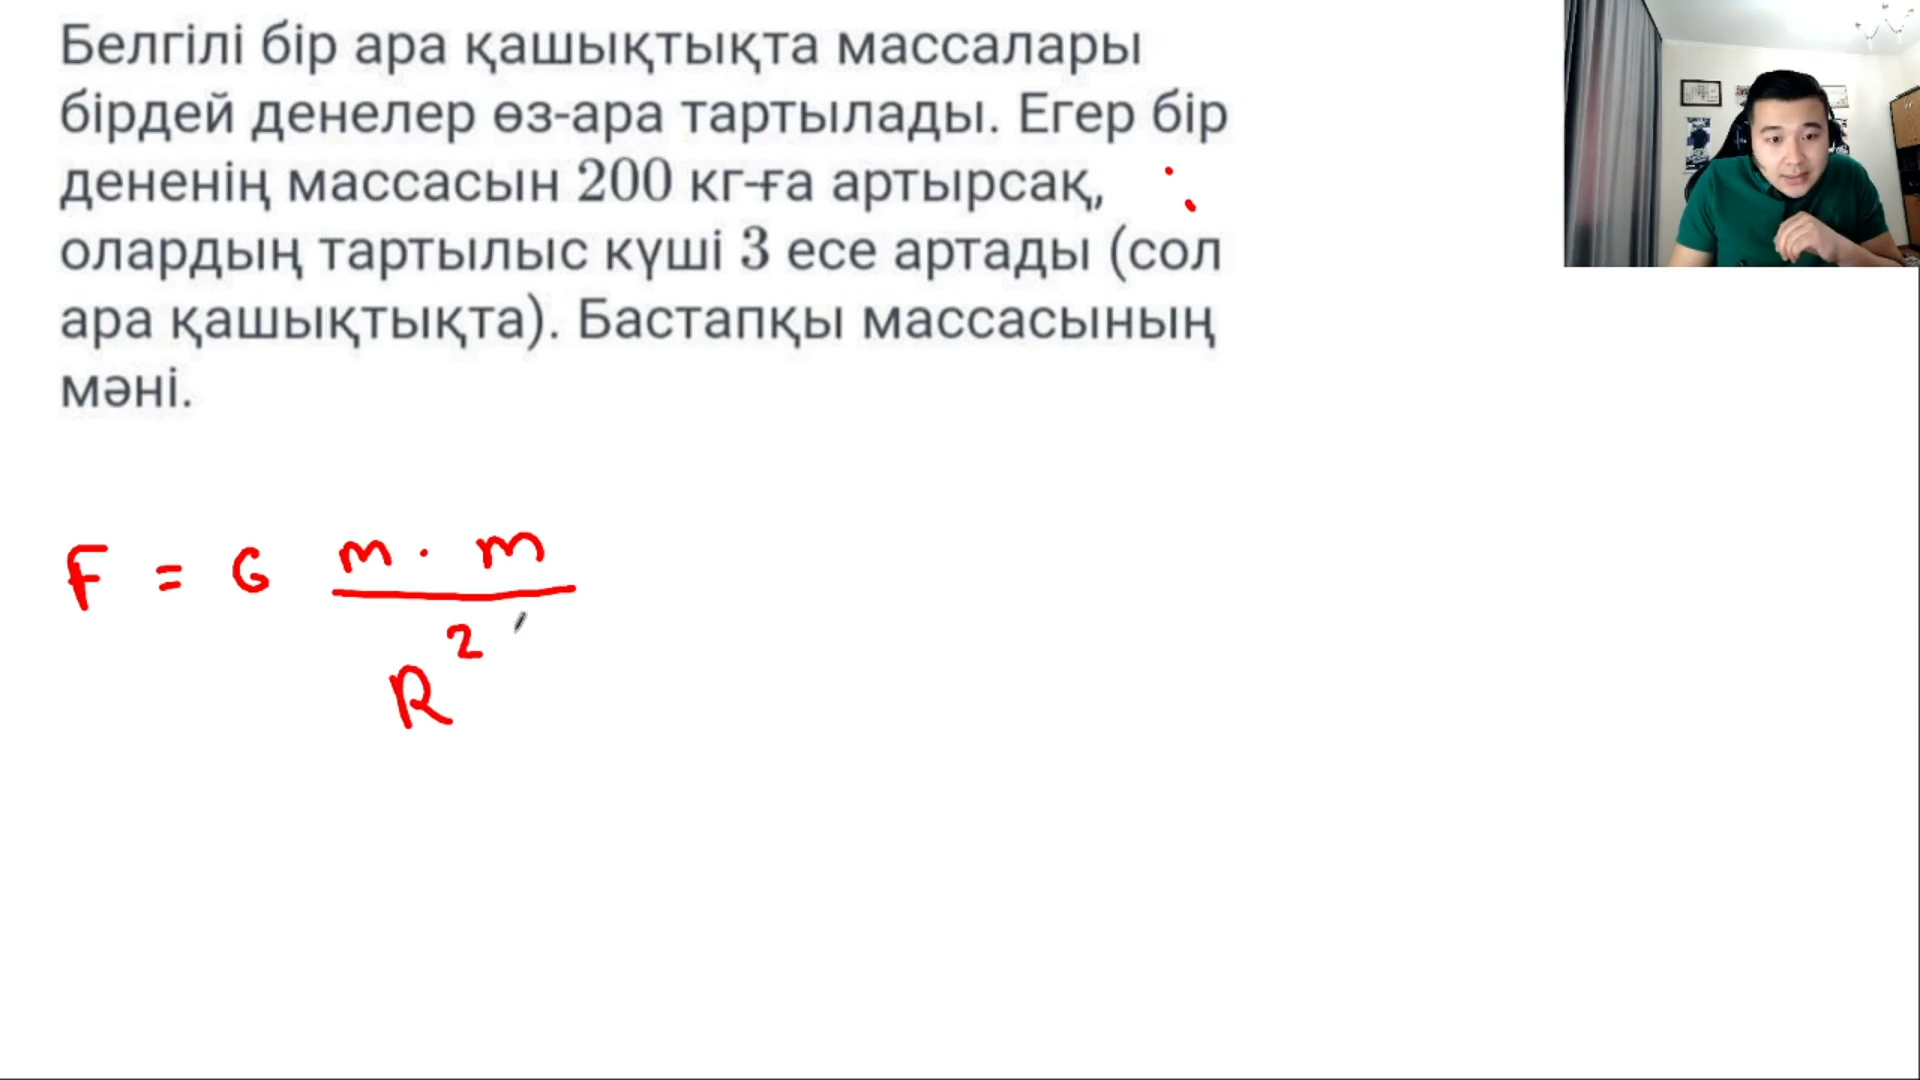 Белгілі бір ара қашықтықта массалары
бірдей денелер өз-ара тартылады. Егер бір
дененің массасын 200 кг-ға артырсақ,
олардың тартылыс күші 3 есе артады (сол
ара қашықтықта). Бастапқы массасының
мәні.
F = G m · m
R²